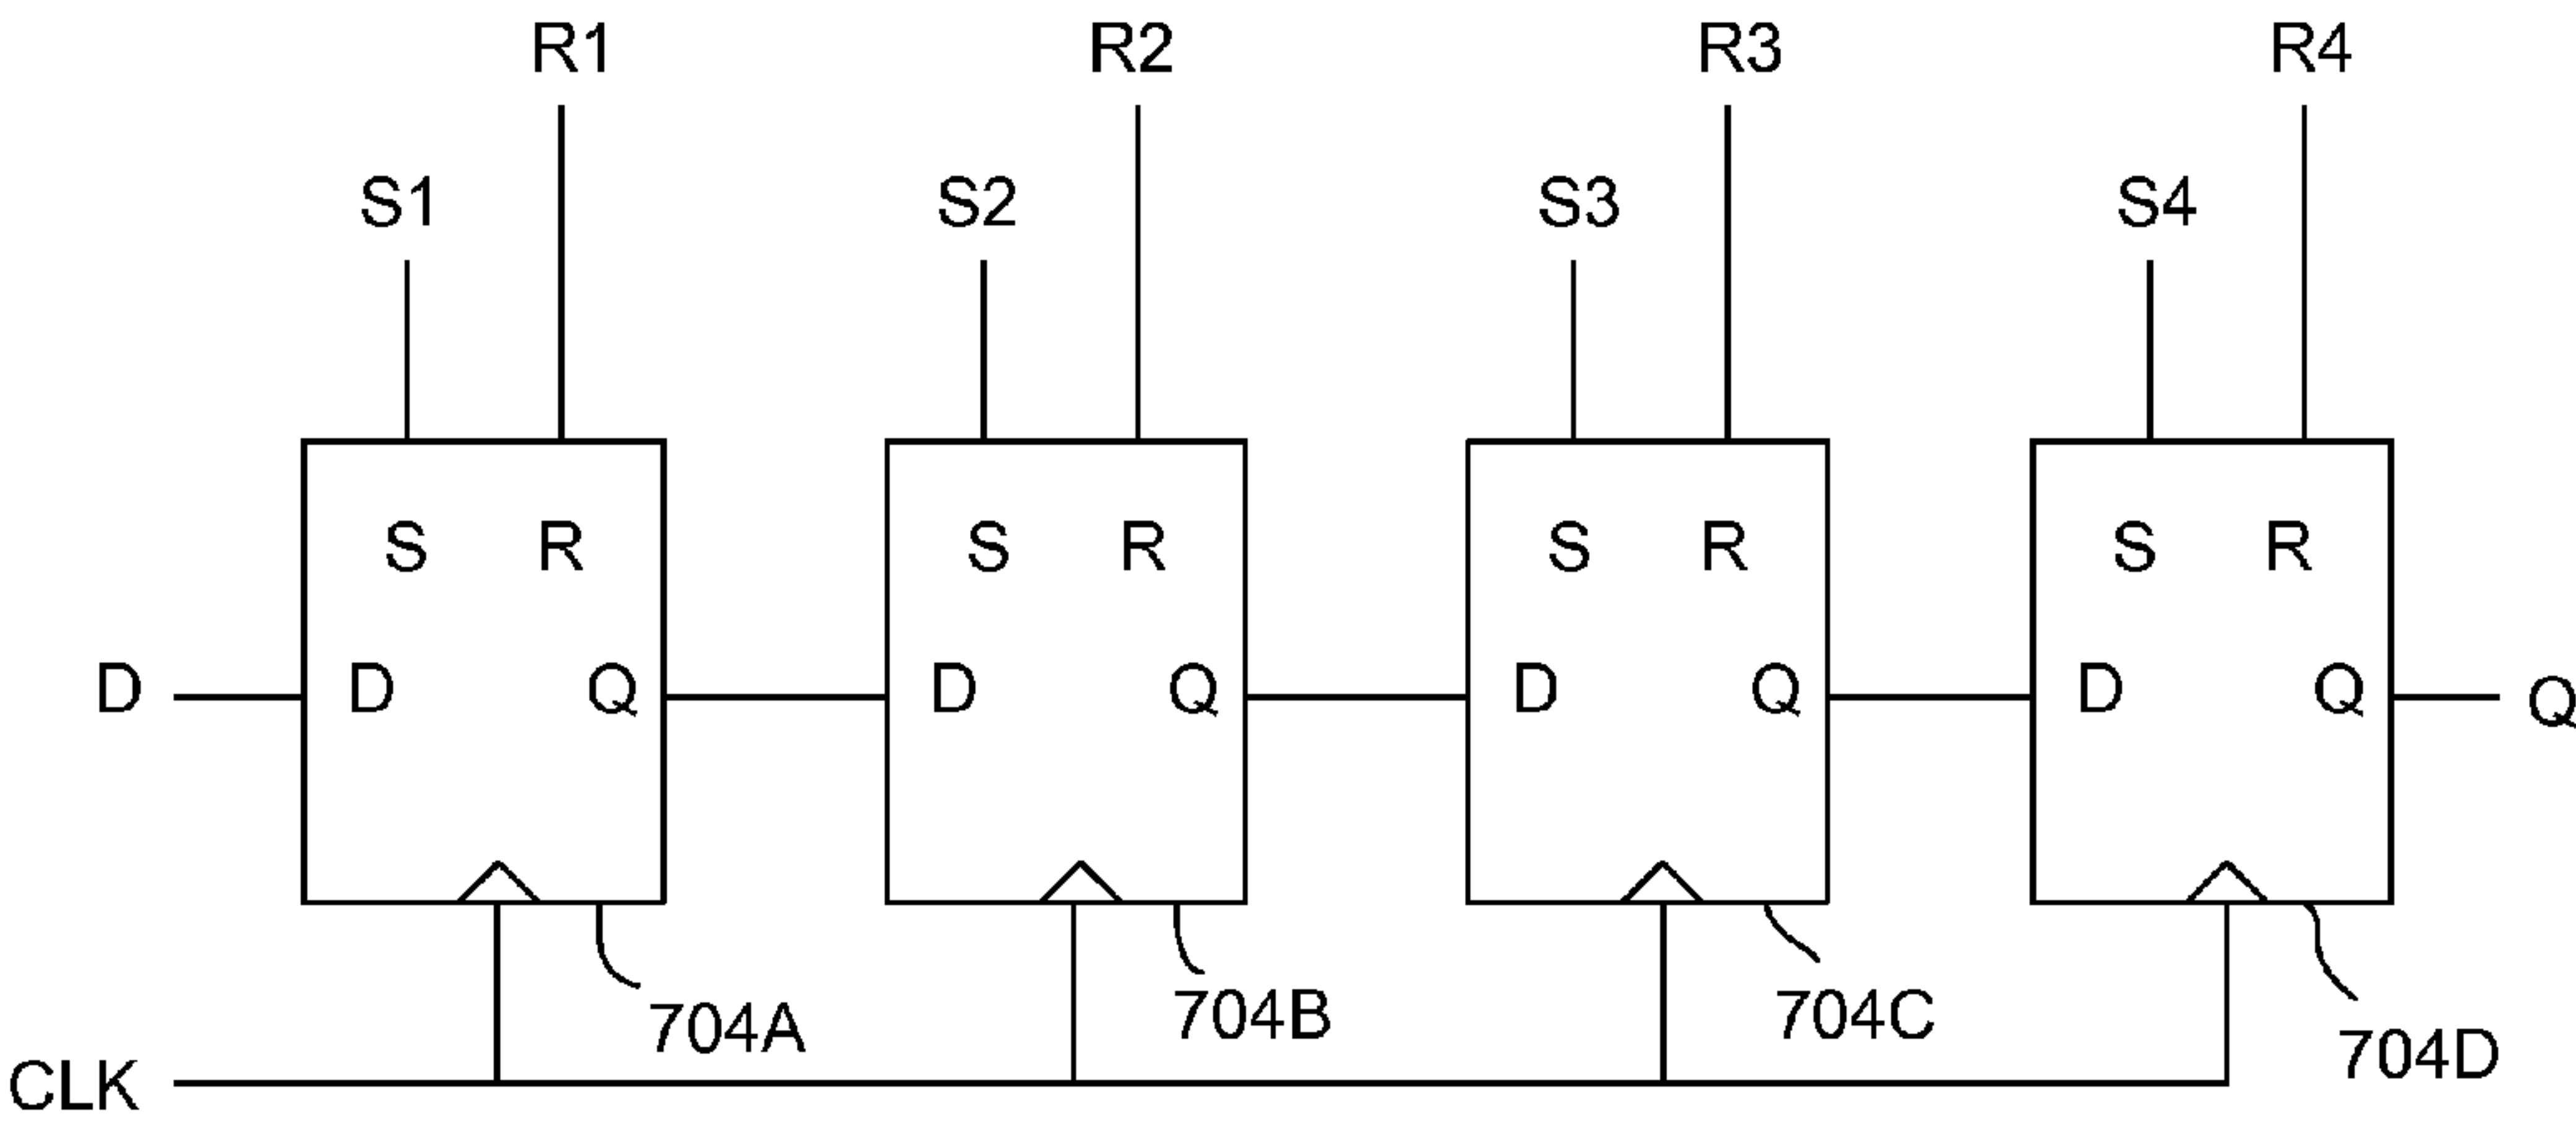 R1 R2 R3 R4
S1 S2 S3 S4
S R S R S R S R
D D Q D Q D Q D Q Q
704A 704B 704C 704D
CLK